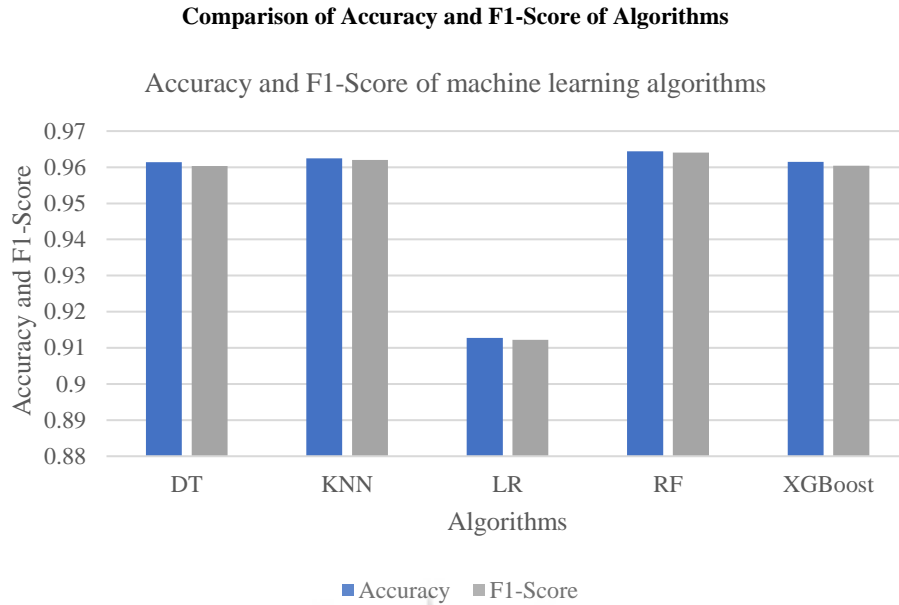 Comparison of Accuracy and F1-Score of Algorithms
Accuracy and F1-Score of machine learning algorithms
Accuracy and F1-Score
0.97
0.96
0.95
0.94
0.93
0.92
0.91
0.9
0.89
0.88
DT KNN LR RF XGBoost
Algorithms
Accuracy F1-Score